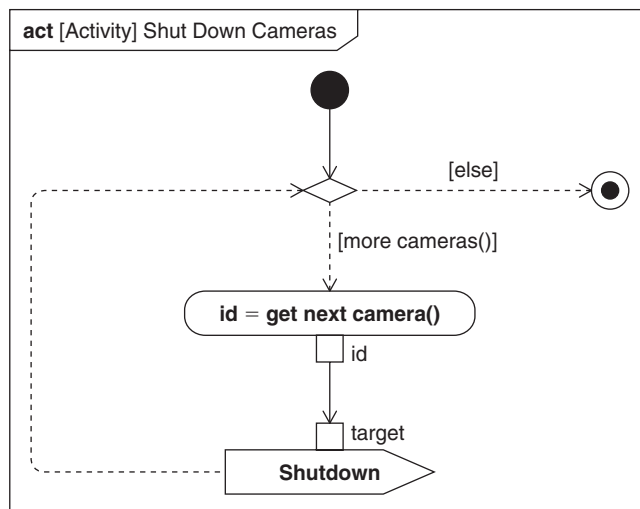 act [Activity] Shut Down Cameras
[else]
[more cameras()]
id = get next camera()
id
target
Shutdown